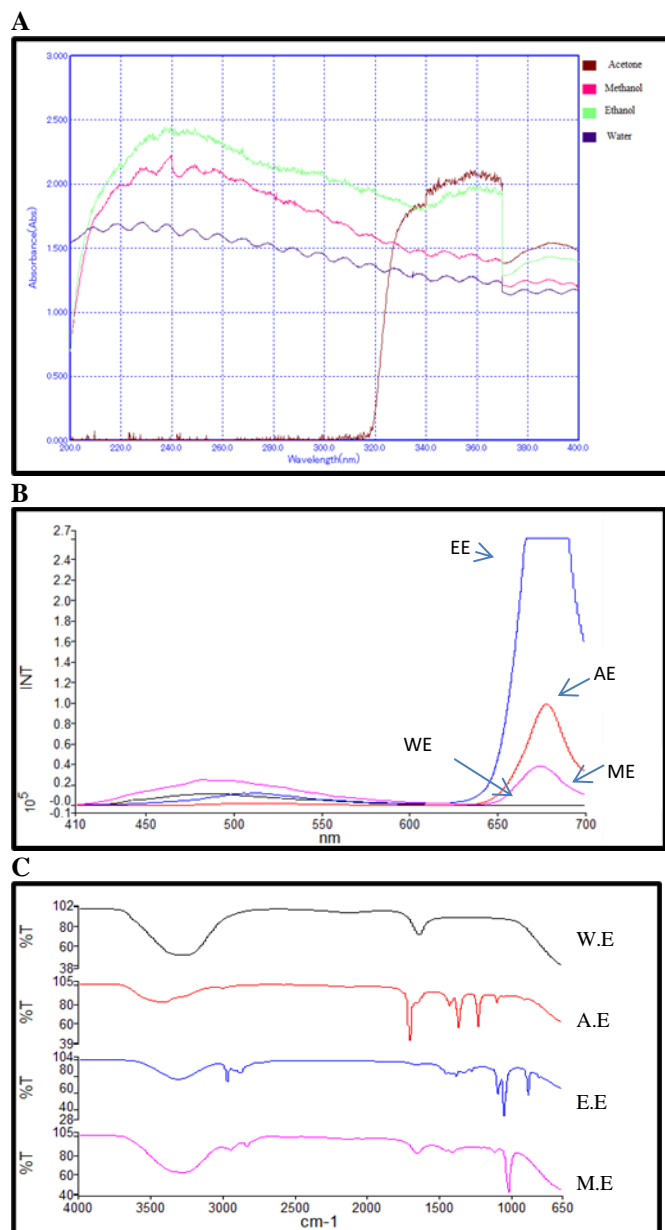 A
3.000
2.500
2.000
1.500
1.000
0.500
0.000
Absorbance(Abs)
200.0 220.0 240.0 260.0 280.0 300.0 320.0 340.0 360.0 380.0 400.0
Wavelength(nm)
Acetone
Methanol
Ethanol
Water
B
2.7
2.4
2.2
2.0
1.8
1.6
1.4
1.2
1.0
0.8
0.6
0.4
0.2
-0.0
-0.1
INT
10⁵
EE
AE
WE
ME
410 450 500 550 600 650 700
nm
C
102
80
60
38
%T
W.E
105
80
60
39
%T
A.E
104
80
60
40
28
%T
E.E
105
80
60
40
%T
M.E
4000 3500 3000 2500 2000 1500 1000 650
cm-1